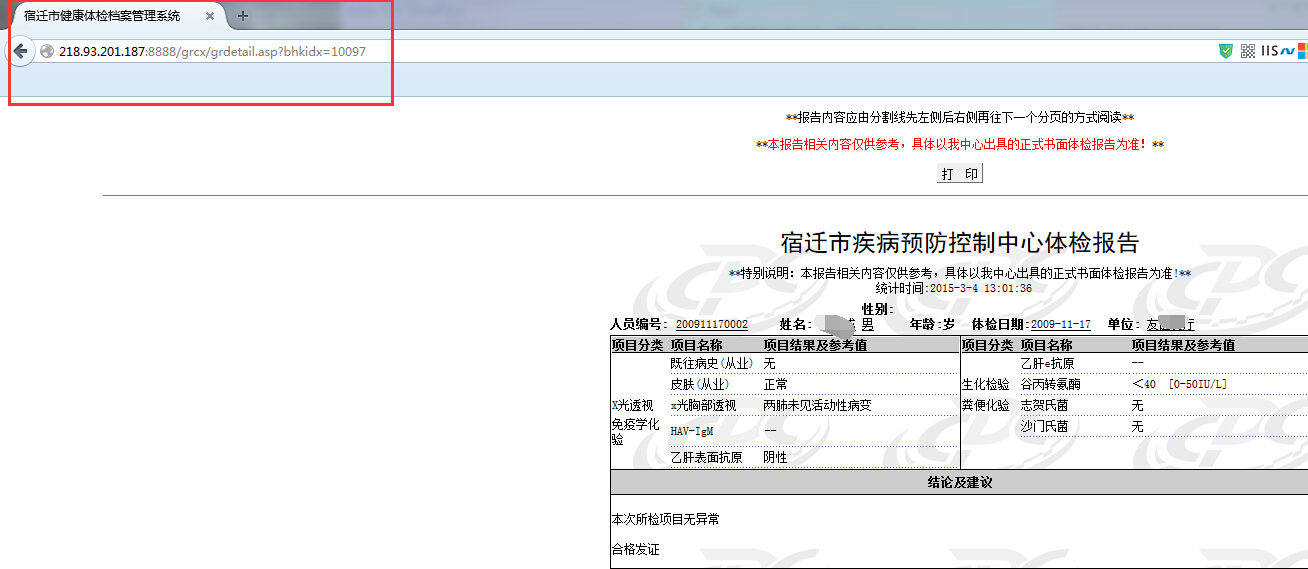 宿迁市健康体检档案管理系统 × +
218.93.201.187:8888/grcx/grdetail.asp?bhkidx=10097 IIS
**报告内容应由分割线先左侧后右侧再往下一个分页的方式阅读**
**本报告相关内容仅供参考，具体以我中心出具的正式书面体检报告为准！**
打 印
宿迁市疾病预防控制中心体检报告
**特别说明：本报告相关内容仅供参考，具体以我中心出具的正式书面体检报告为准!**
统计时间:2015-3-4 13:01:36
性别：
人员编号：200911170002 姓名： 男 年龄:岁 体检日期:2009-11-17 单位：友 行
项目分类 项目名称 项目结果及参考值 项目分类 项目名称 项目结果及参考值
既往病史(从业) 无 乙肝e抗原 --
皮肤(从业) 正常 生化检验 谷丙转氨酶 <40 [0-50IU/L]
X光透视 x光胸部透视 两肺未见活动性病变 粪便化验 志贺氏菌 无
免疫学化验 HAV-IgM -- 沙门氏菌 无
乙肝表面抗原 阴性
结论及建议
本次所检项目无异常
合格发证